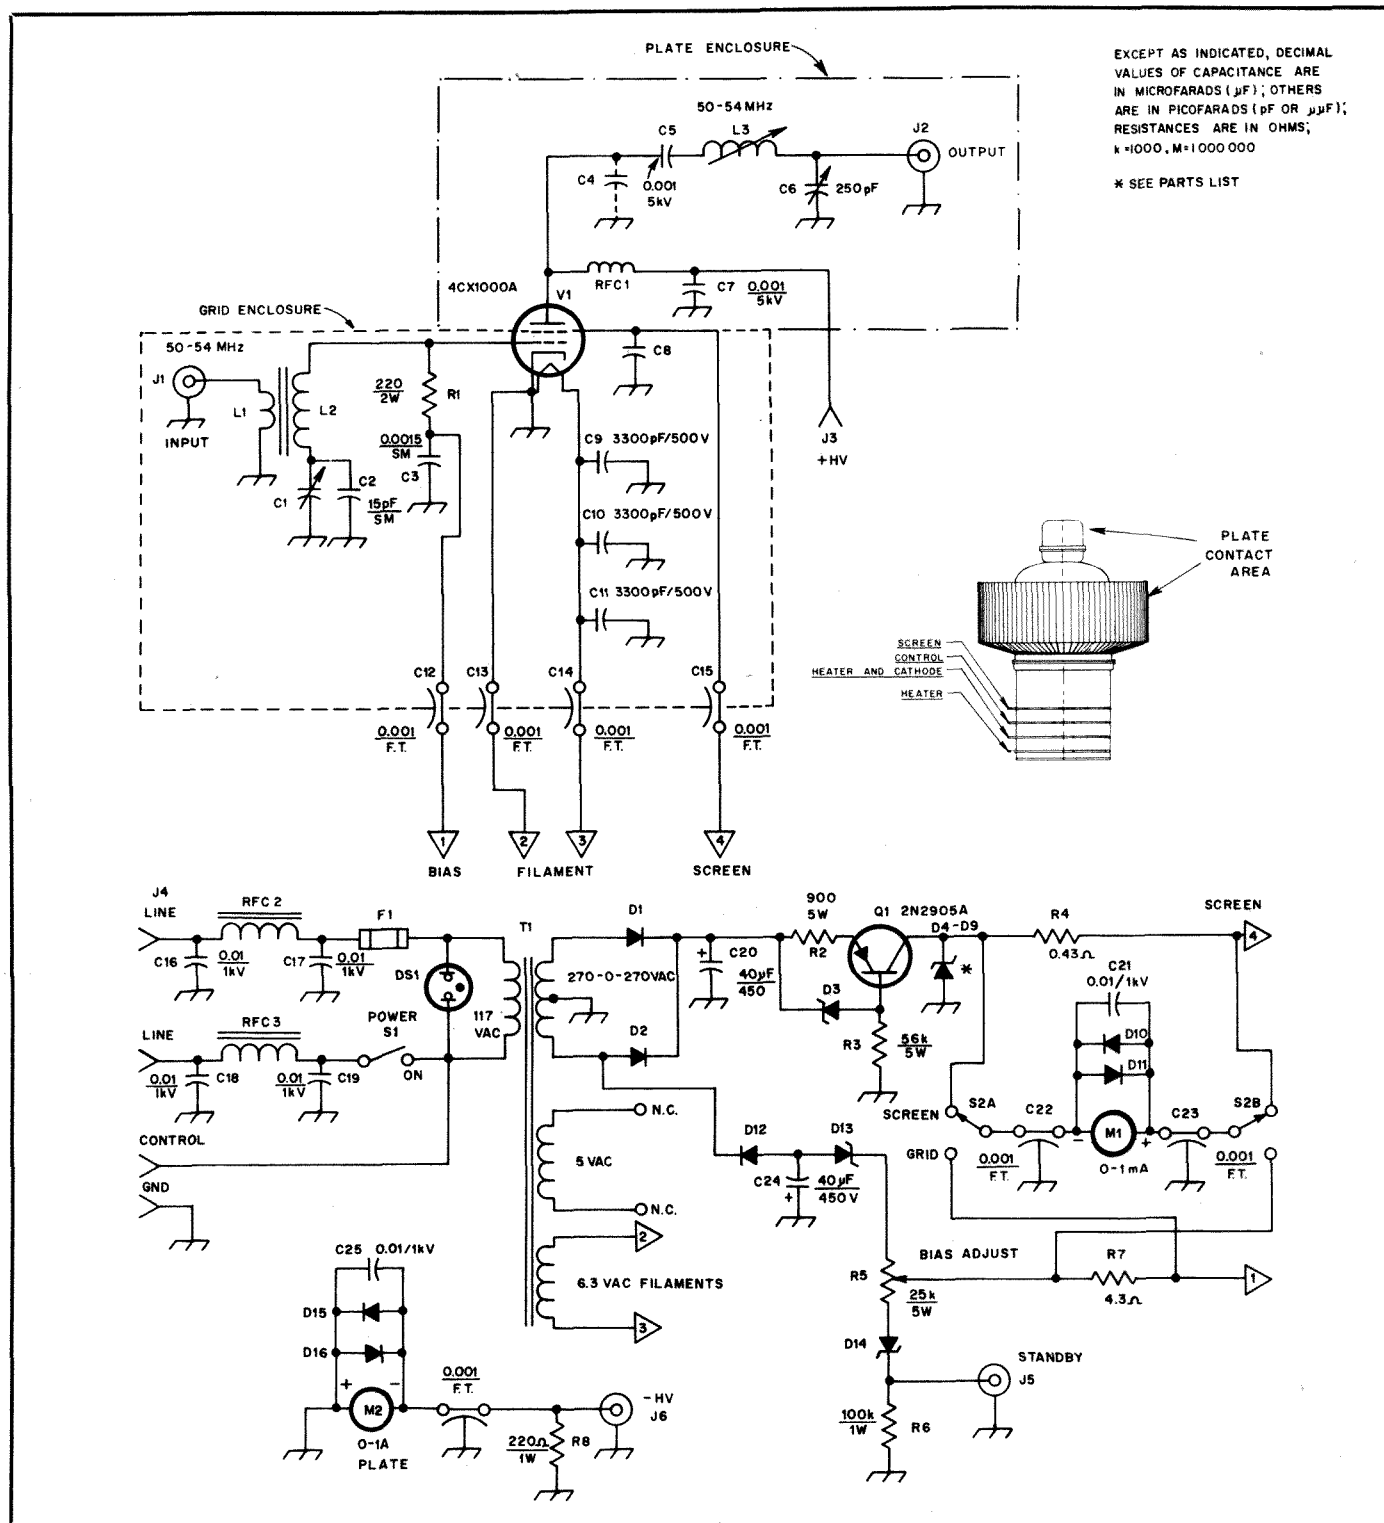 PLATE ENCLOSURE
EXCEPT AS INDICATED, DECIMAL
VALUES OF CAPACITANCE ARE
IN MICROFARADS (µF); OTHERS
ARE IN PICOFARADS (pF OR µµF);
RESISTANCES ARE IN OHMS;
k=1000, M=1000000
* SEE PARTS LIST
50-54 MHz
C5
L3
J2
OUTPUT
C4
0.001
5kV
C6
250pF
4CX1000A
V1
RFC1
C7
0.001
5kV
GRID ENCLOSURE
50-54 MHz
J1
INPUT
L1
L2
220
2W
R1
C8
0.0015
SM
C3
C1
C2
15pF
SM
J3
+HV
C9 3300pF/500V
C10 3300pF/500V
C11 3300pF/500V
PLATE
CONTACT
AREA
SCREEN
CONTROL
HEATER AND CATHODE
HEATER
C12
C13
C14
C15
0.001
F.T.
0.001
F.T.
0.001
F.T.
0.001
F.T.
1
2
3
4
BIAS
FILAMENT
SCREEN
J4
LINE
RFC2
F1
C16
0.01
1kV
C17
0.01
1kV
DS1
T1
117
VAC
LINE
RFC3
POWER
S1
ON
0.01
1kV
C18
0.01
1kV
C19
CONTROL
GND
D1
270-0-270VAC
D2
C20
+
40µF
450
900
5W
R2
Q1 2N2905A
D4-D9
*
D3
R3
56k
5W
R4
0.43Ω
SCREEN
4
C21
0.01/1kV
D10
D11
SCREEN
S2A
C22
M1
- +
C23
S2B
GRID
0.001
F.T.
0-1mA
0.001
F.T.
N.C.
5 VAC
N.C.
D12
D13
C24
+
40µF
450V
2
6.3 VAC FILAMENTS
3
R5
25k
5W
BIAS ADJUST
R7
4.3Ω
1
D14
STANDBY
J5
100k
1W
R6
C25 0.01/1kV
D15
D16
+ -
M2
0-1A
PLATE
0.001
F.T.
-HV
J6
220Ω
1W
R8